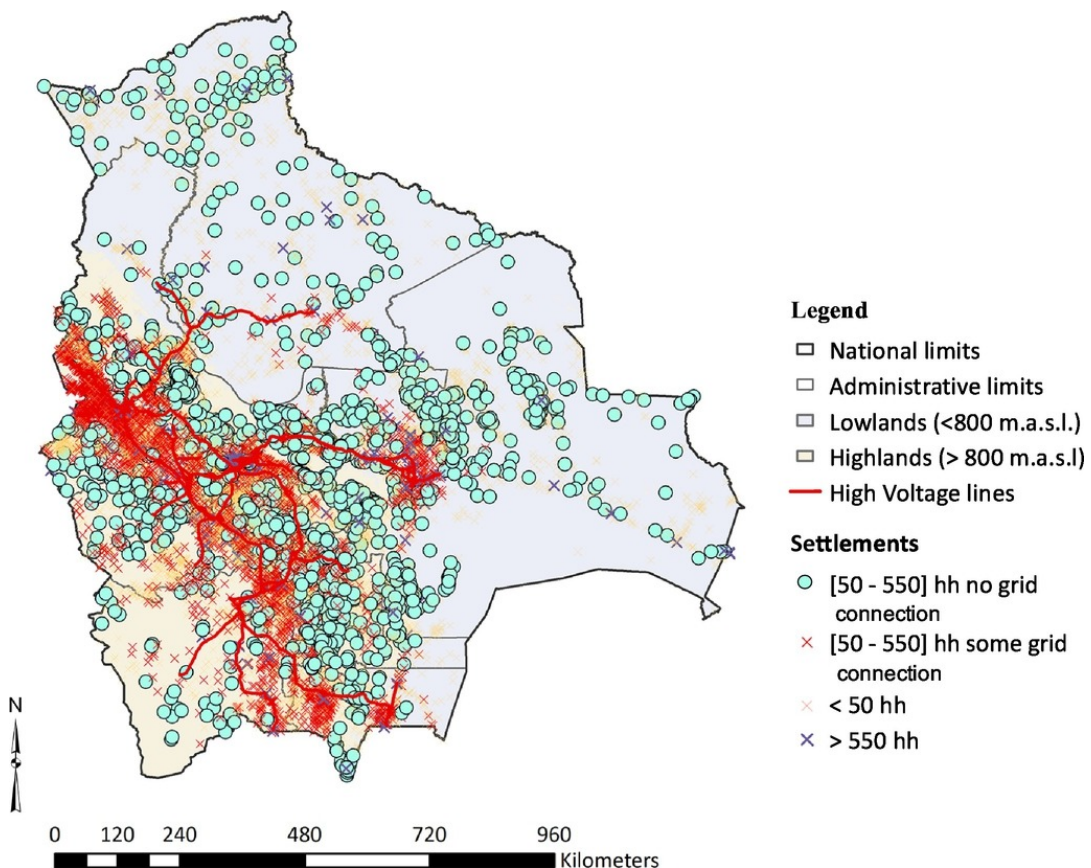 Legend
National limits
Administrative limits
Lowlands (<800 m.a.s.l.)
Highlands (> 800 m.a.s.l)
High Voltage lines
Settlements
[50 - 550] hh no grid
connection
[50 - 550] hh some grid
connection
< 50 hh
> 550 hh
N
0 120 240 480 720 960
Kilometers